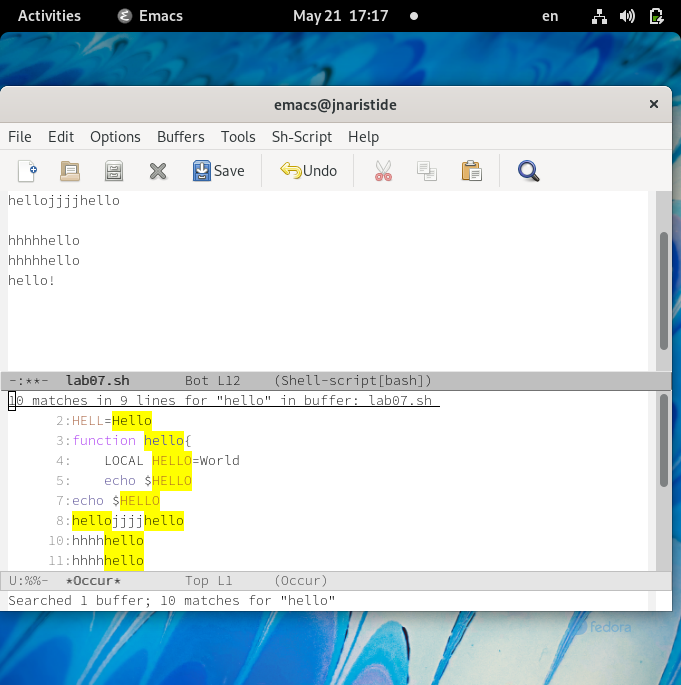 Activities Emacs May 21 17:17 en
emacs@jnaristide
File Edit Options Buffers Tools Sh-Script Help
Save Undo
hellojjjjhello
hhhhhello
hhhhhello
hello!
-:**- lab07.sh Bot L12 (Shell-script[bash])
10 matches in 9 lines for "hello" in buffer: lab07.sh
2:HELL=Hello
3:function hello{
4: LOCAL HELLO=World
5: echo $HELLO
7:echo $HELLO
8:hellojjjjhello
10:hhhhhello
11:hhhhhello
U:%%- *Occur* Top L1 (Occur)
Searched 1 buffer; 10 matches for "hello"
fedora